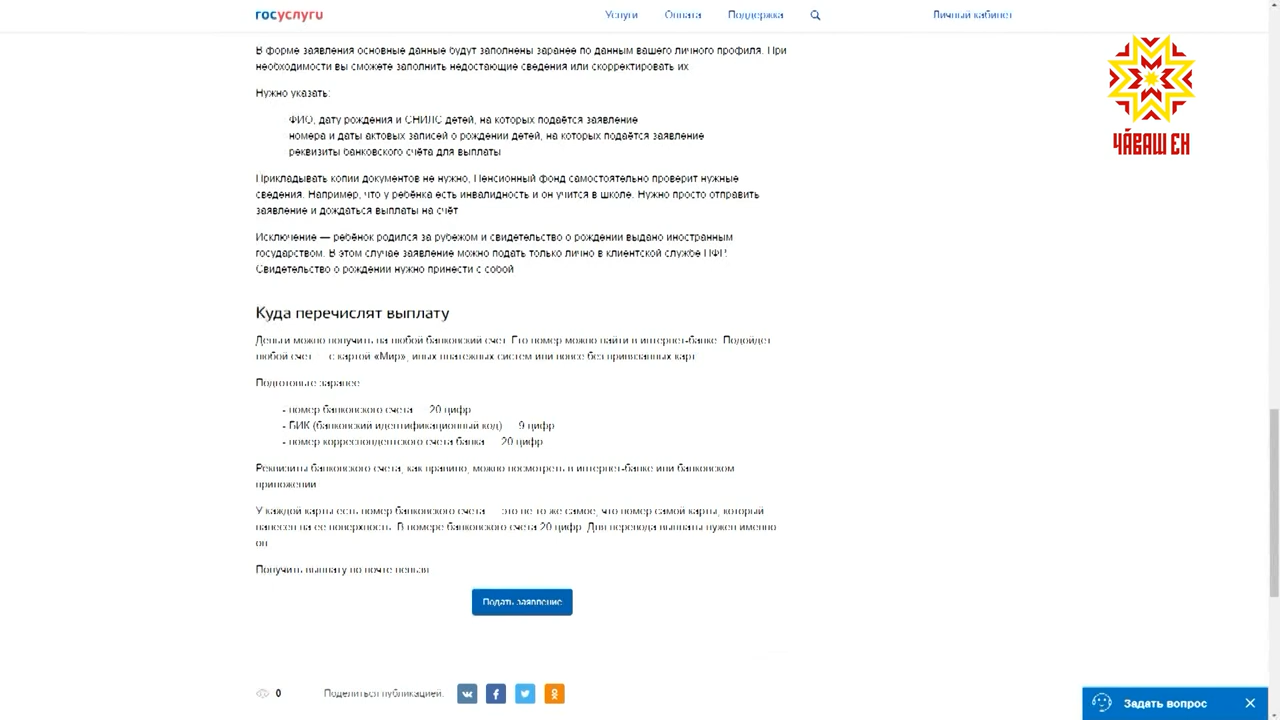 госуслуги
Услуги Оплата Поддержка Личный кабинет
В форме заявления основные данные будут заполнены заранее по данным вашего личного профиля. При
необходимости вы сможете заполнить недостающие сведения или скорректировать их
Нужно указать:
ФИО, дату рождения и СНИЛС детей, на которых подаётся заявление
номера и даты актовых записей о рождении детей, на которых подаётся заявление
реквизиты банковского счёта для выплаты
Прикладывать копии документов не нужно, Пенсионный фонд самостоятельно проверит нужные
сведения. Например, что у ребёнка есть инвалидность и он учится в школе. Нужно просто отправить
заявление и дождаться выплаты на счёт
Исключение — ребёнок родился за рубежом и свидетельство о рождении выдано иностранным
государством. В этом случае заявление можно подать только лично в клиентской службе ПФР.
Свидетельство о рождении нужно принести с собой
Куда перечислят выплату
Деньги можно получить на любой банковский счет. Его номер можно найти в интернет-банке. Подойдет
любой счет — с картой «Мир», иных платежных систем или вовсе без привязанных карт
Подготовьте заранее
- номер банковского счета — 20 цифр
- БИК (банковский идентификационный код) — 9 цифр
- номер корреспондентского счета банка — 20 цифр
Реквизиты банковского счета, как правило, можно посмотреть в интернет-банке или банковском
приложении
У каждой карты есть номер банковского счета — это не то же самое, что номер самой карты, который
нанесен на ее поверхность. В номере банковского счета 20 цифр. Для перевода выплаты нужен именно
он
Получить выплату по почте нельзя
Подать заявление
0 Поделиться публикацией:
Задать вопрос
ЧĂВАШ ЕН